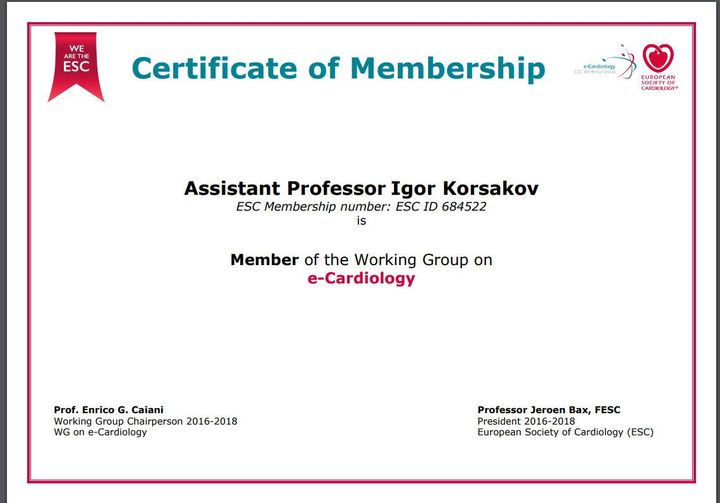 WE
ARE THE
ESC
Certificate of Membership
e-Cardiology
ESC Working Group
EUROPEAN
SOCIETY OF
CARDIOLOGY®
Assistant Professor Igor Korsakov
ESC Membership number: ESC ID 684522
is
Member of the Working Group on
e-Cardiology
Prof. Enrico G. Caiani
Working Group Chairperson 2016-2018
WG on e-Cardiology
Professor Jeroen Bax, FESC
President 2016-2018
European Society of Cardiology (ESC)